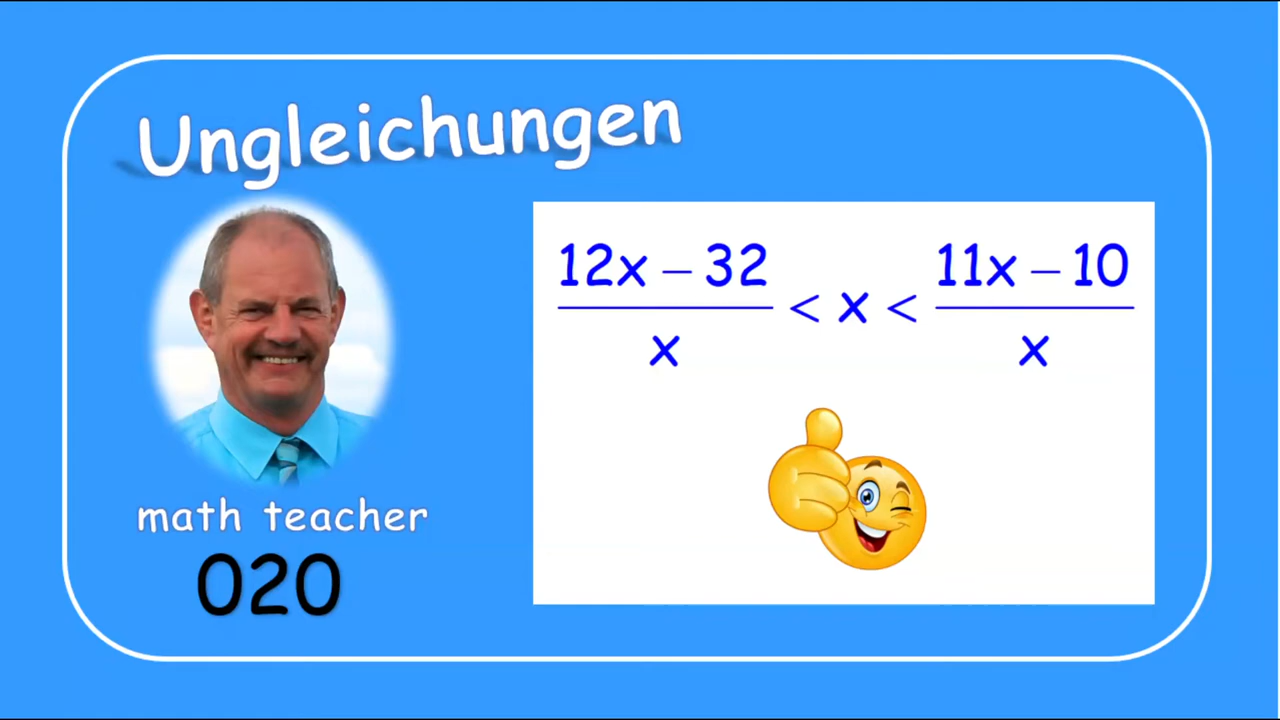 Ungleichungen
12x – 32
x
< x <
11x – 10
x
math teacher
020